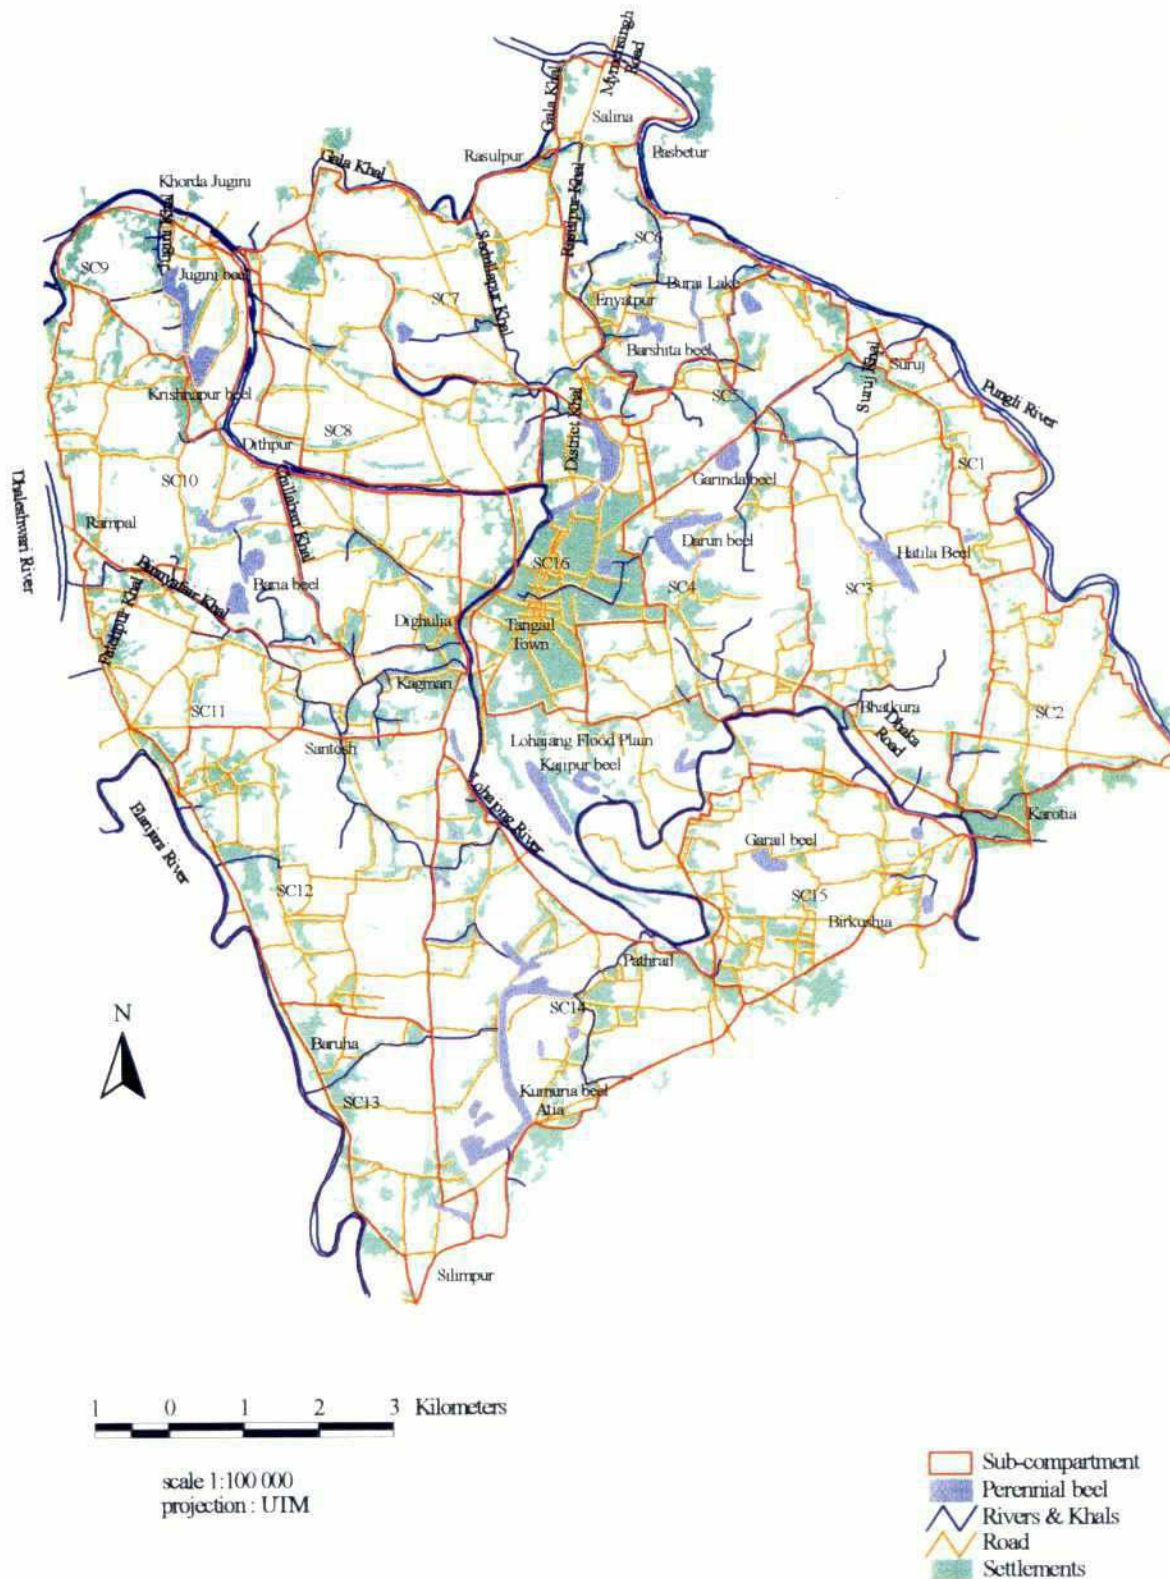 Mymensingh
Road
Gala Khal
Salina
Rasulpur
Pasbetur
Gala Khal
Khorda Jugini
Jugini Khal
Rasulpur Khal
Sadullapur Khal
SC6
SC9
Jugini beel
SC7
Burai Lake
Enyatpur
Barshita beel
Suruj Khal
Suruj
Pungli River
Krishnapur beel
SC5
SC8
Dithpur
District Khal
SC1
SC10
Garinda beel
Dhaleshwari River
Rampal
Darun beel
Hatila Beel
SC16
Baria beel
SC4
SC3
Fatehpur Khal
Dighulia
Tangail
Town
Kagmari
SC11
Bhatkura
Dhaka
Road
SC2
Santosh
Lohajang Flood Plain
Kajipur beel
Lohajang River
Elanjani River
Karotia
Garail beel
SC12
SC15
Birkushia
Pathrail
N
SC14
Baruha
Kumuria beel
Atia
SC13
Silimpur
1 0 1 2 3 Kilometers
scale 1:100 000
projection : UTM
Sub-compartment
Perennial beel
Rivers & Khals
Road
Settlements